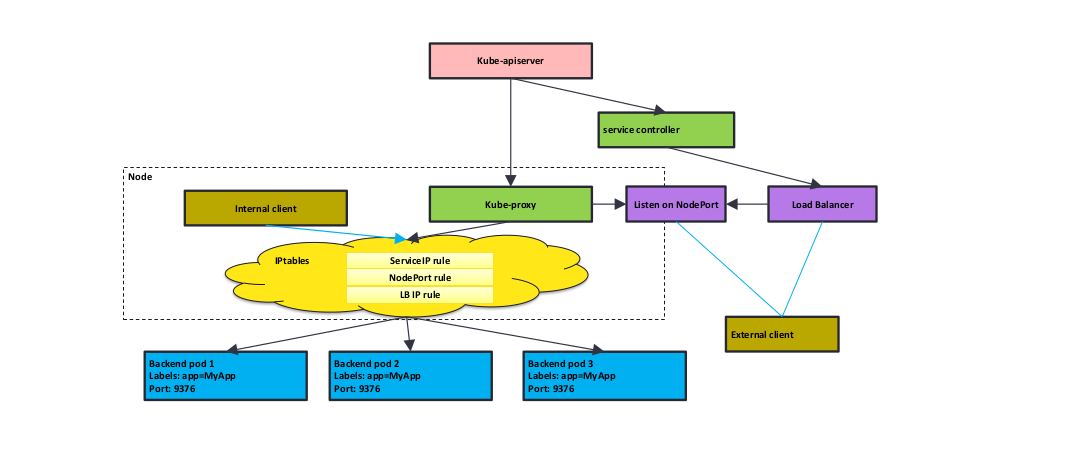 Kube-apiserver
service controller
Node
Internal client
Kube-proxy
Listen on NodePort
Load Balancer
IPtables
ServiceIP rule
NodePort rule
LB IP rule
External client
Backend pod 1
Labels: app=MyApp
Port: 9376
Backend pod 2
Labels: app=MyApp
Port: 9376
Backend pod 3
Labels: app=MyApp
Port: 9376